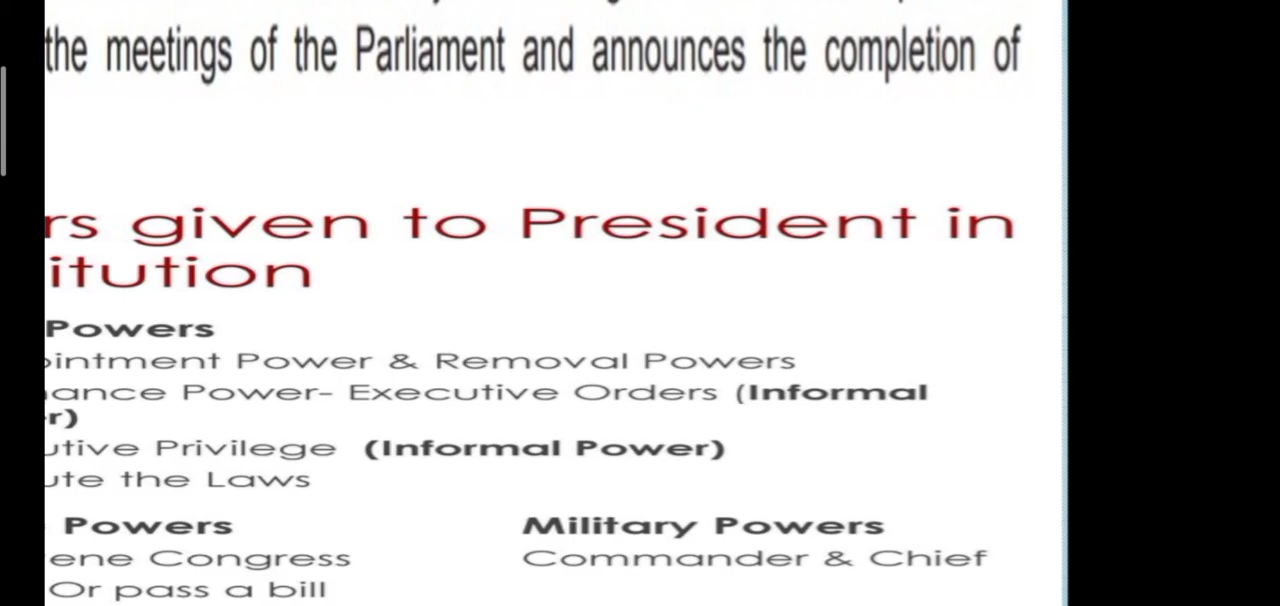 the meetings of the Parliament and announces the completion of
rs given to President in
itution
Powers
ointment Power & Removal Powers
nance Power- Executive Orders (Informal
r)
utive Privilege (Informal Power)
ute the Laws
Powers
Military Powers
ene Congress
Commander & Chief
Or pass a bill